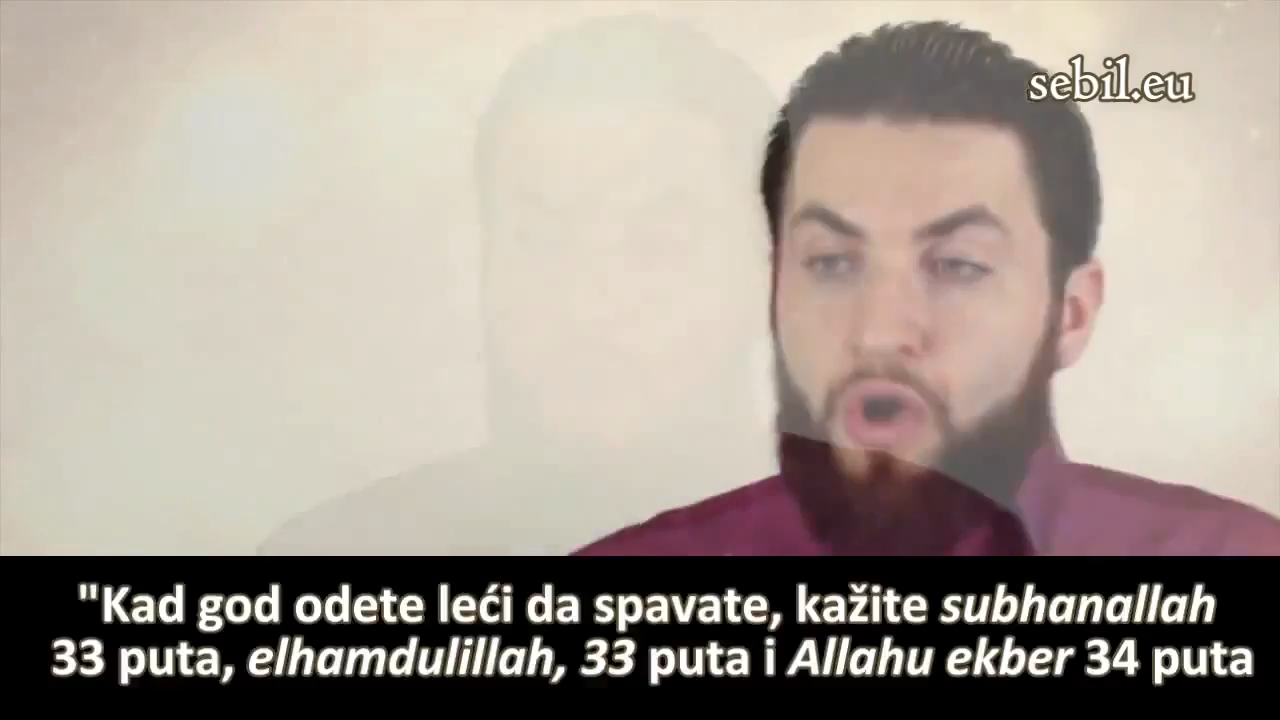 sebil.eu
"Kad god odete leći da spavate, kažite subhanallah
33 puta, elhamdulillah, 33 puta i Allahu ekber 34 puta